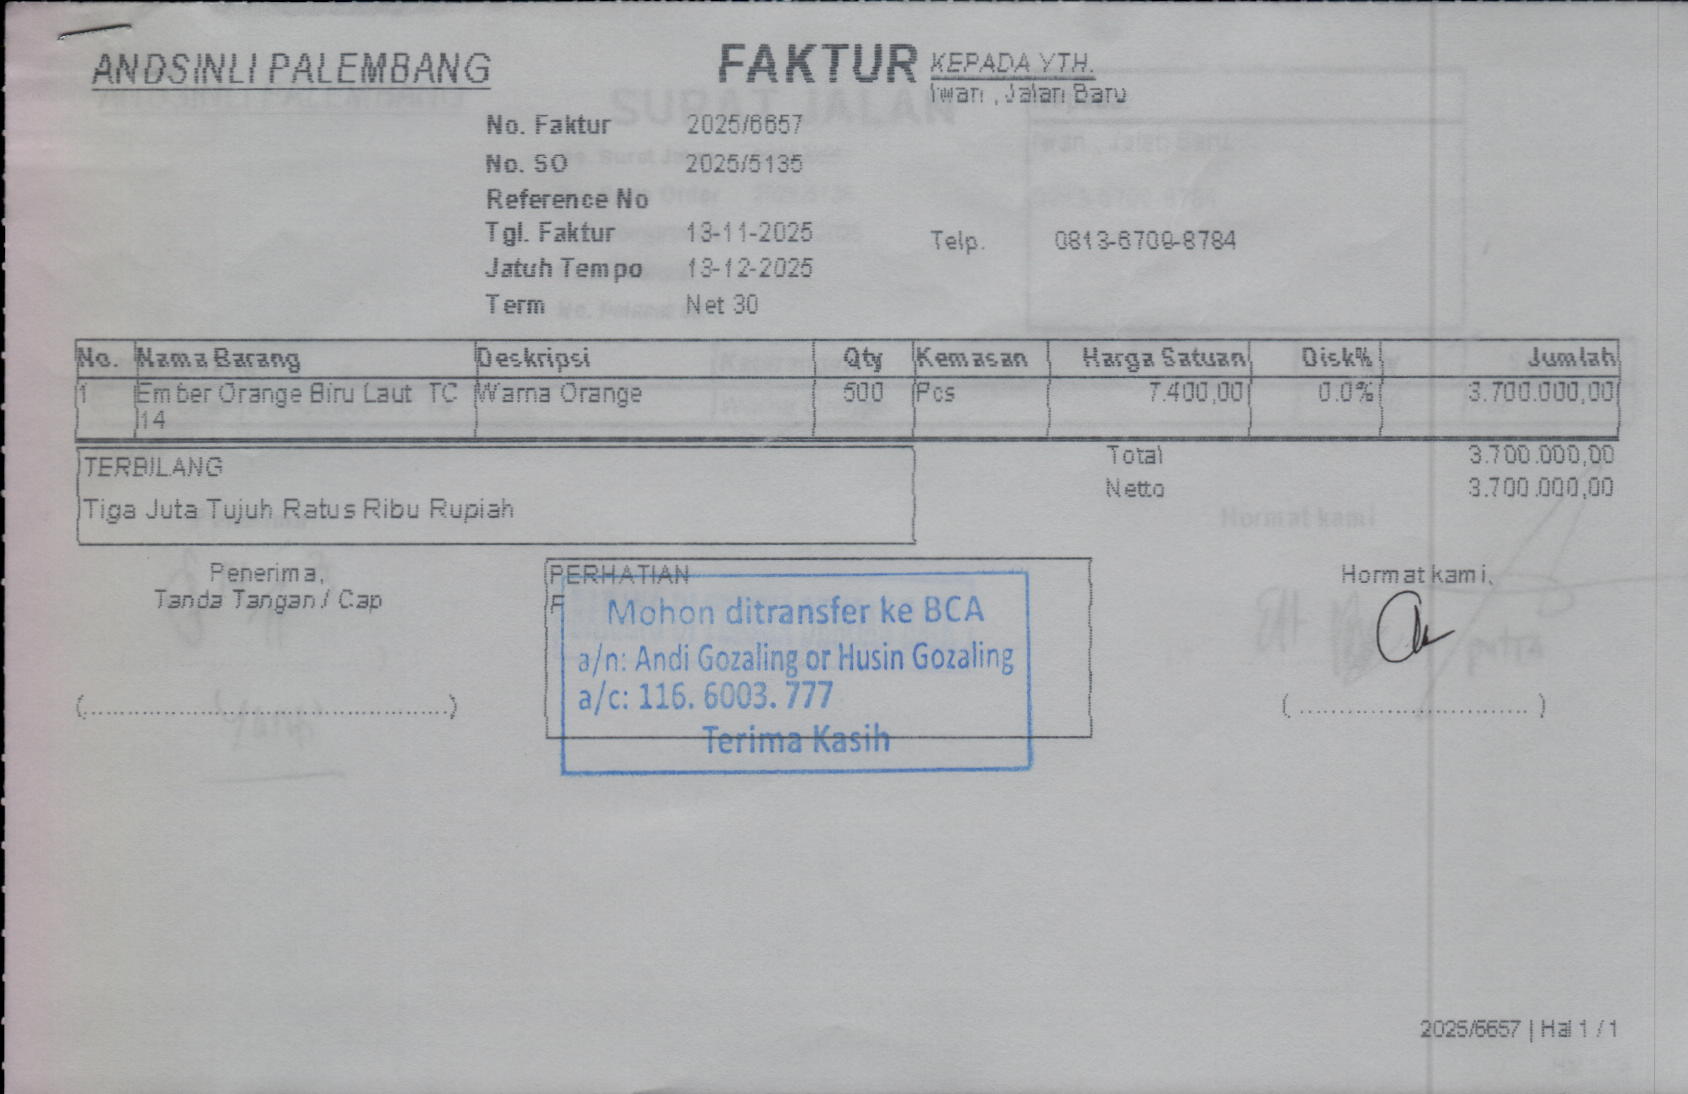 ANDSINLI PALEMBANG
FAKTUR
KEPADA YTH.
Iwan , Jalan Baru
No. Faktur 2025/6657
No. SO 2025/5135
Reference No
Tgl. Faktur 13-11-2025
Telp. 0813-6709-8784
Jatuh Tempo 13-12-2025
Term Net 30
No. Nama Barang Deskripsi Qty Kemasan Harga Satuan Disk% Jumlah
1 Ember Orange Biru Laut TC Warna Orange 500 Pcs 7.400,00 0.0% 3.700.000,00
14
TERBILANG
Tiga Juta Tujuh Ratus Ribu Rupiah
Total 3.700.000,00
Netto 3.700.000,00
Penerima,
Tanda Tangan / Cap
PERHATIAN
Mohon ditransfer ke BCA
a/n: Andi Gozaling or Husin Gozaling
a/c: 116. 6003. 777
Terima Kasih
Hormat kami,
2025/6657 | Hal 1 / 1
SURAT JALAN
Hormat kami